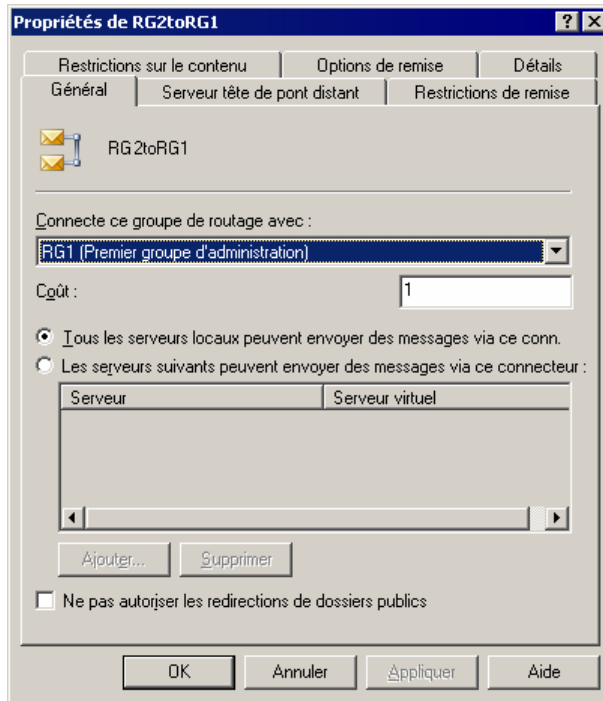 Propriétés de RG2toRG1
Restrictions sur le contenu Options de remise Détails
Général Serveur tête de pont distant Restrictions de remise
RG2toRG1
Connecte ce groupe de routage avec :
RG1 (Premier groupe d'administration)
Coût : 1
Tous les serveurs locaux peuvent envoyer des messages via ce conn.
Les serveurs suivants peuvent envoyer des messages via ce connecteur :
Serveur Serveur virtuel
Ajouter... Supprimer
Ne pas autoriser les redirections de dossiers publics
OK Annuler Appliquer Aide